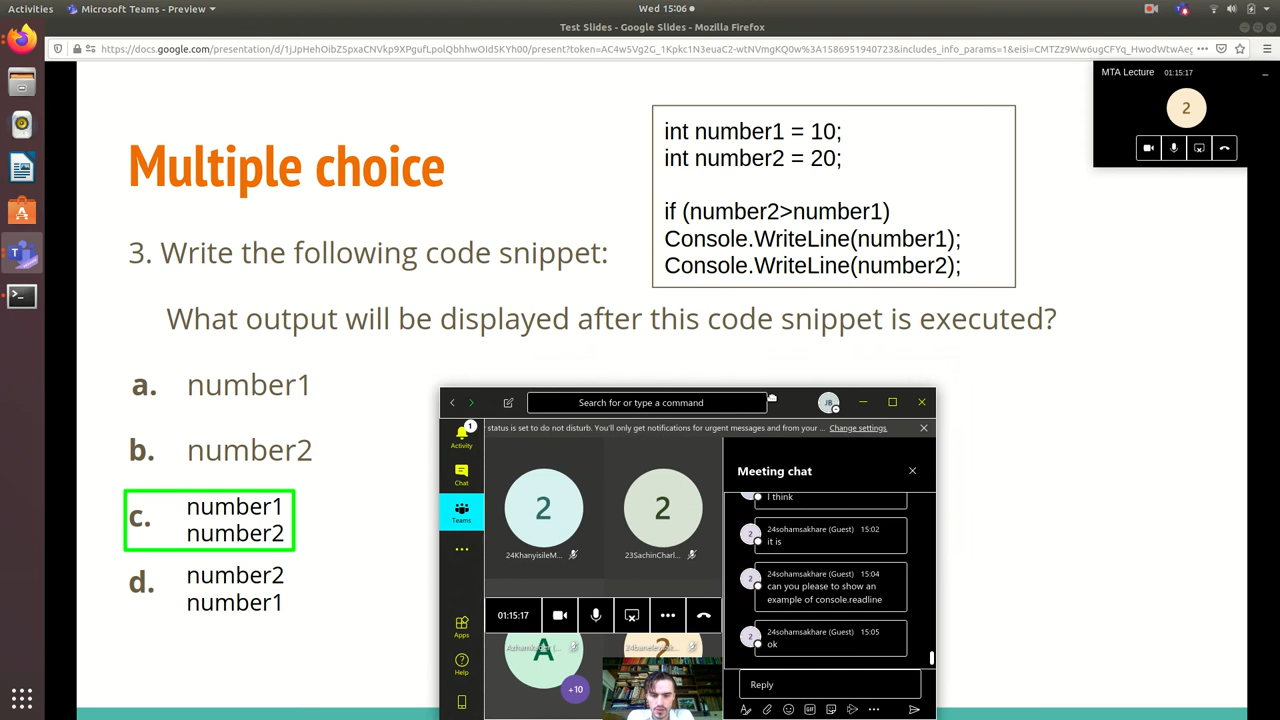 Activities
Microsoft Teams - Preview
Wed 15:06
Test Slides - Google Slides - Mozilla Firefox
MTA Lecture 01:15:17
2
Multiple choice
int number1 = 10;
int number2 = 20;
if (number2>number1)
Console.WriteLine(number1);
Console.WriteLine(number2);
3. Write the following code snippet:
What output will be displayed after this code snippet is executed?
a. number1
b. number2
c. number1
number2
d. number2
number1
Search for or type a command
JB
status is set to do not disturb. You'll only get notifications for urgent messages and from your ... Change settings.
1
Activity
Chat
Teams
Apps
Help
2
24KhanyisileM...
2
23SachinCharl...
01:15:17
A
2
+10
Meeting chat
I think
24sohamsakhare (Guest) 15:02
it is
24sohamsakhare (Guest) 15:04
can you please to show an
example of console.readline
24sohamsakhare (Guest) 15:05
ok
Reply